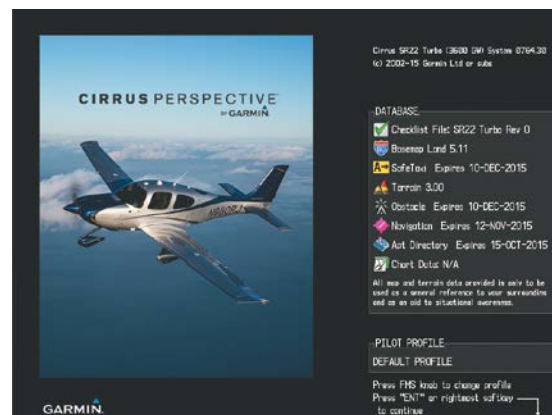 CIRRUS PERSPECTIVE
BY GARMIN
GARMIN
Cirrus SR22 Turbo (3600 GW) System 0764.30
(c) 2002-15 Garmin Ltd or subs
DATABASE
Checklist File: SR22 Turbo Rev 0
Basemap Land 5.11
SafeTaxi Expires 10-DEC-2015
Terrain 3.00
Obstacle Expires 10-DEC-2015
Navigation Expires 12-NOV-2015
Apt Directory Expires 15-OCT-2015
Chart Data: N/A
All map and terrain data provided is only to be
used as a general reference to your surroundings
and as an aid to situational awareness.
PILOT PROFILE
DEFAULT PROFILE
Press FMS knob to change profile
Press "ENT" or rightmost softkey
to continue